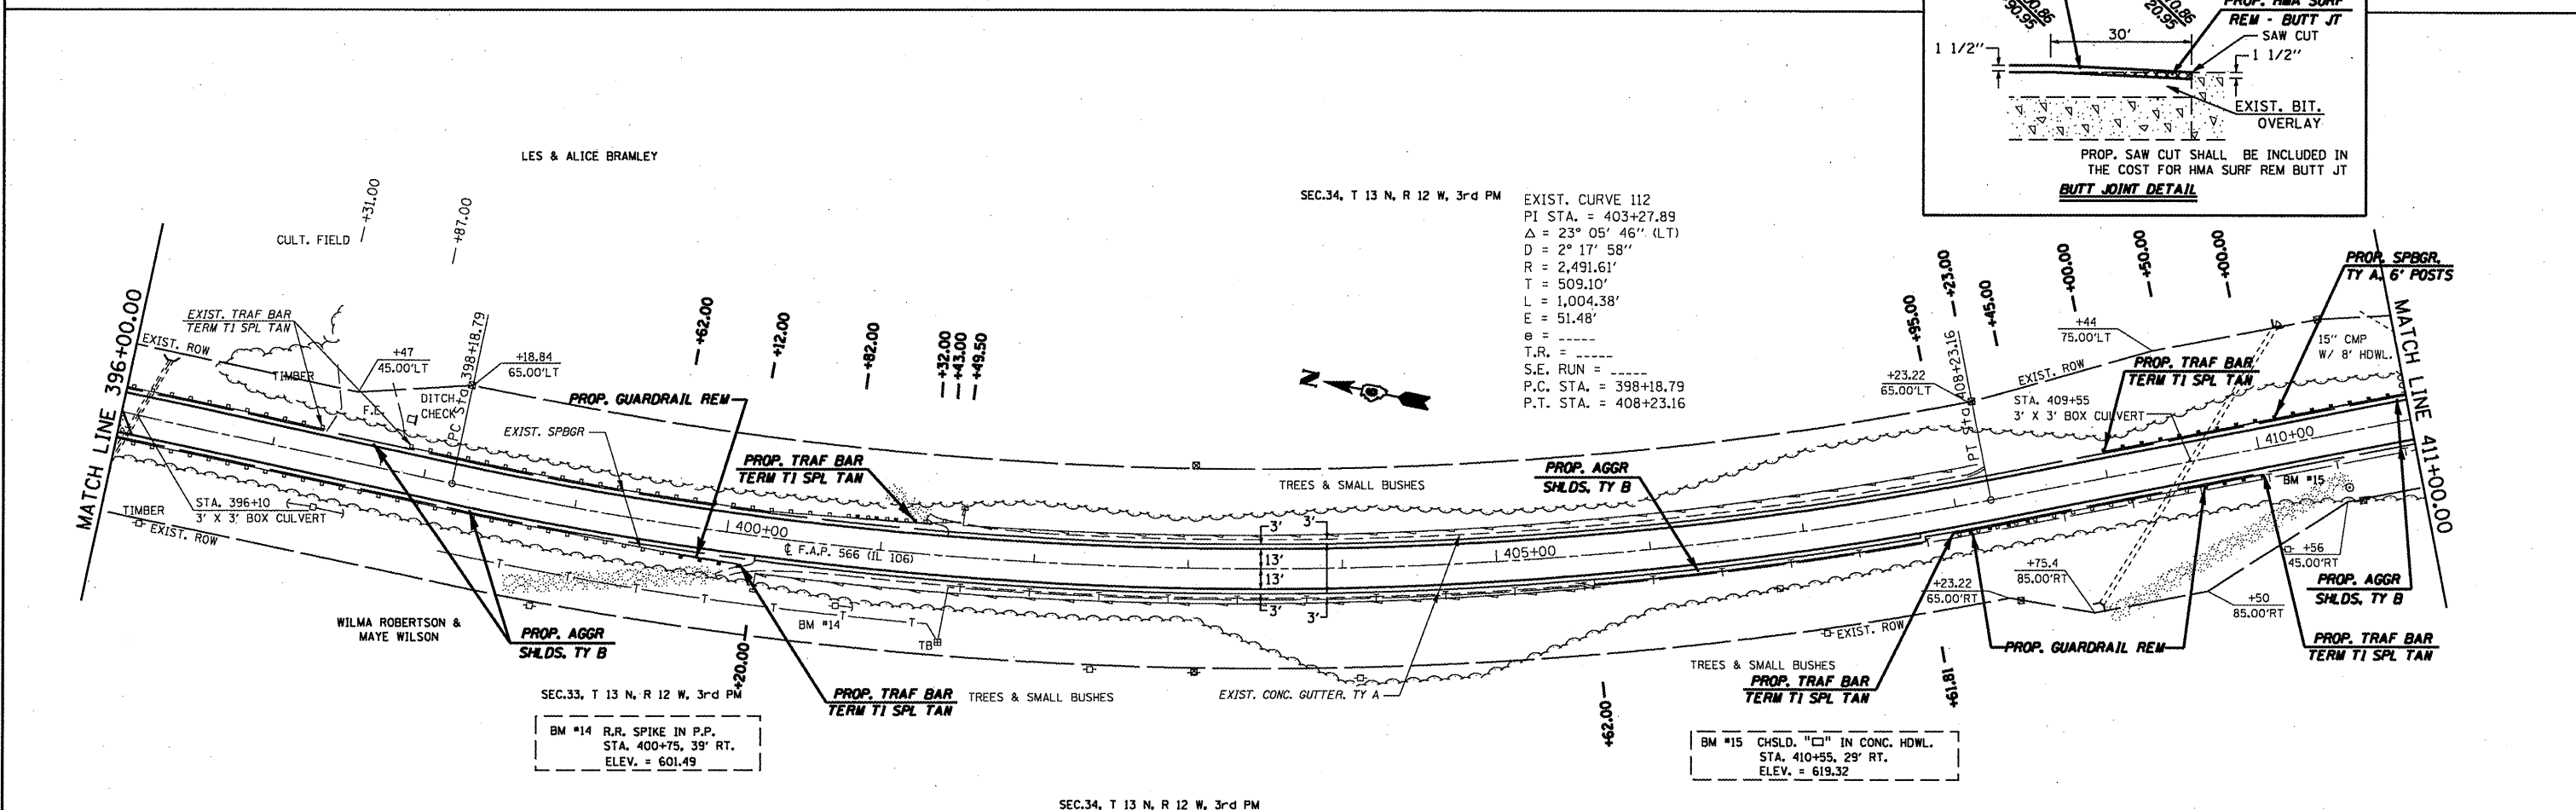 PROP. HMA SURF
REM - BUTT JT
SAW CUT
30'
1 1/2"
1 1/2"
EXIST. BIT.
OVERLAY
PROP. SAW CUT SHALL BE INCLUDED IN
THE COST FOR HMA SURF REM BUTT JT
BUTT JOINT DETAIL
LES & ALICE BRAMLEY
+31.00
+87.00
CULT. FIELD
SEC.34, T 13 N, R 12 W, 3rd PM
EXIST. CURVE 112
PI STA. = 403+27.89
Δ = 23° 05' 46" (LT)
D = 2° 17' 58"
R = 2,491.61'
T = 509.10'
L = 1,004.38'
E = 51.48'
e = _____
T.R. = _____
S.E. RUN = _____
P.C. STA. = 398+18.79
P.T. STA. = 408+23.16
N
MATCH LINE 396+00.00
EXIST. ROW
EXIST. TRAF BAR
TERM T1 SPL TAN
TIMBER
+47
45.00'LT
F.E.
DITCH
CHECK
PC Sta 398+18.79
+18.84
65.00'LT
EXIST. SPBGR
PROP. GUARDRAIL REM
+62.00
+12.00
+82.00
+32.00
+43.00
+49.50
PROP. TRAF BAR
TERM T1 SPL TAN
TREES & SMALL BUSHES
PROP. AGGR
SHLDS, TY B
+95.00
+23.00
+45.00
+00.00
+50.00
+00.00
PT Sta 408+23.16
+23.22
65.00'LT
EXIST. ROW
+44
75.00'LT
STA. 409+55
3' X 3' BOX CULVERT
PROP. TRAF BAR
TERM T1 SPL TAN
PROP. SPBGR,
TY A, 6' POSTS
15" CMP
W/ 8' HDWL.
MATCH LINE 411+00.00
410+00
400+00
405+00
℄ F.A.P. 566 (IL 106)
3'
3'
13'
13'
3'
3'
STA. 396+10
3' X 3' BOX CULVERT
TIMBER
EXIST. ROW
WILMA ROBERTSON &
MAYE WILSON
PROP. AGGR
SHLDS, TY B
BM #14
TB
+20.00
SEC.33, T 13 N, R 12 W, 3rd PM
PROP. TRAF BAR
TERM T1 SPL TAN
TREES & SMALL BUSHES
EXIST. CONC. GUTTER, TY A
BM #14 R.R. SPIKE IN P.P.
STA. 400+75, 39' RT.
ELEV. = 601.49
+62.00
TREES & SMALL BUSHES
PROP. TRAF BAR
TERM T1 SPL TAN
EXIST. ROW
+61.81
+23.22
65.00'RT
+75.4
85.00'RT
PROP. GUARDRAIL REM
+50
85.00'RT
BM #15
+56
45.00'RT
PROP. AGGR
SHLDS, TY B
PROP. TRAF BAR
TERM T1 SPL TAN
BM #15 CHSLD. "□" IN CONC. HDWL.
STA. 410+55, 29' RT.
ELEV. = 619.32
SEC.34, T 13 N, R 12 W, 3rd PM